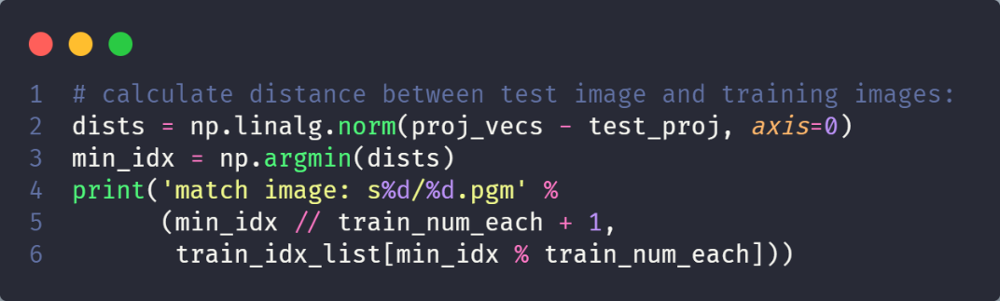 1 # calculate distance between test image and training images:
2 dists = np.linalg.norm(proj_vecs - test_proj, axis=0)
3 min_idx = np.argmin(dists)
4 print('match image: s%d/%d.pgm' %
5       (min_idx // train_num_each + 1,
6        train_idx_list[min_idx % train_num_each]))